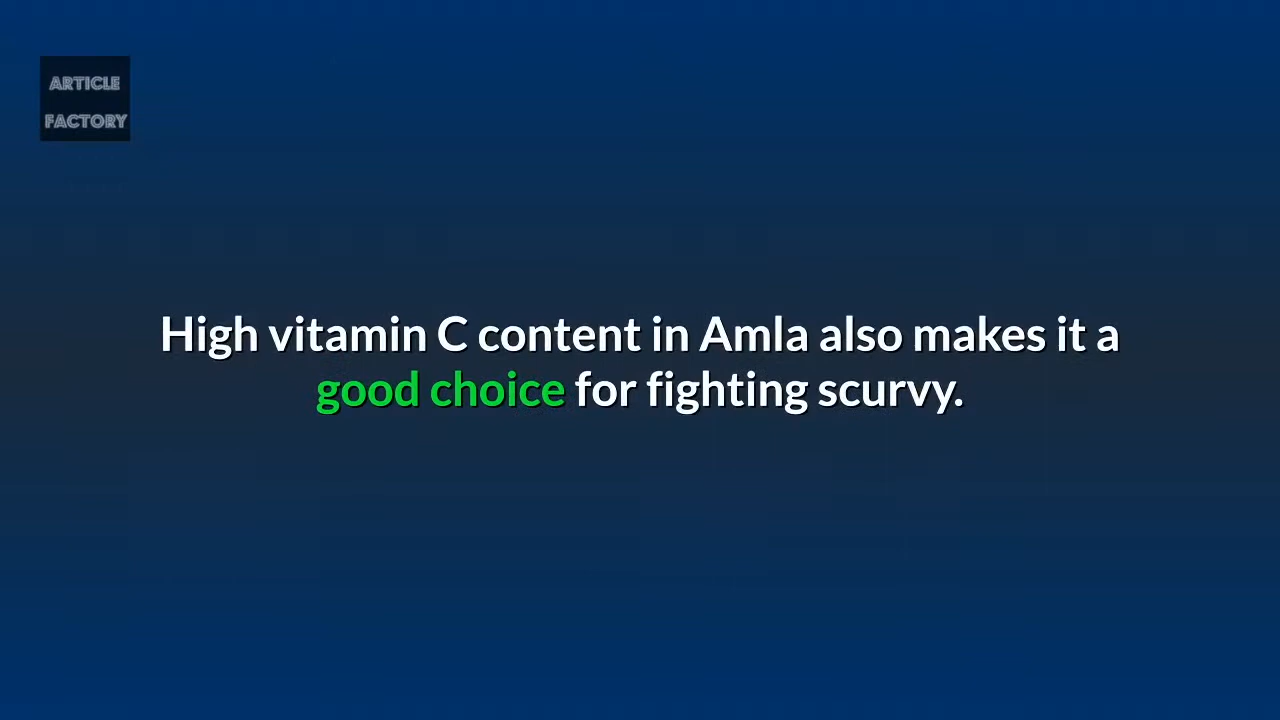 ARTICLE
FACTORY
High vitamin C content in Amla also makes it a
good choice for fighting scurvy.